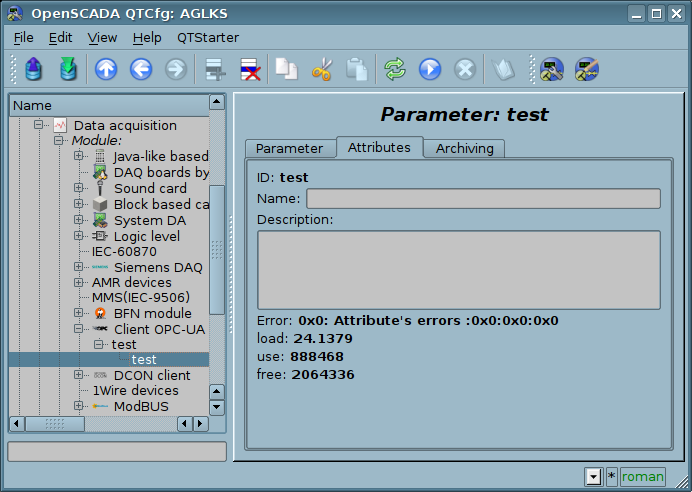 OpenSCADA QTCfg: AGLKS
File Edit View Help QTStarter
Name
Data acquisition
Module:
Java-like based
DAQ boards by
Sound card
Block based ca
System DA
Logic level
IEC-60870
Siemens DAQ
AMR devices
MMS(IEC-9506)
BFN module
Client OPC-UA
test
test
DCON client
1Wire devices
ModBUS
Parameter: test
Parameter Attributes Archiving
ID: test
Name:
Description:
Error: 0x0: Attribute's errors :0x0:0x0:0x0
load: 24.1379
use: 888468
free: 2064336
* roman